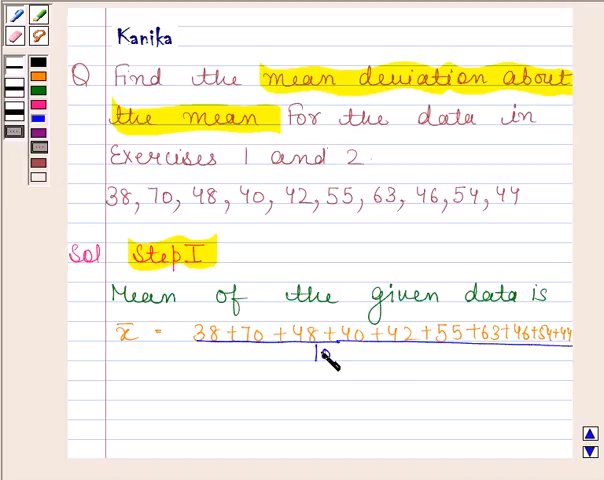 Kanika
Q Find the mean deviation about
the mean for the data in
Exercises 1 and 2.
38, 70, 48, 40, 42, 55, 63, 46, 54, 44
Sol Step I
Mean of the given data is
x̄ = 38+70+48+40+42+55+63+46+54+44
10